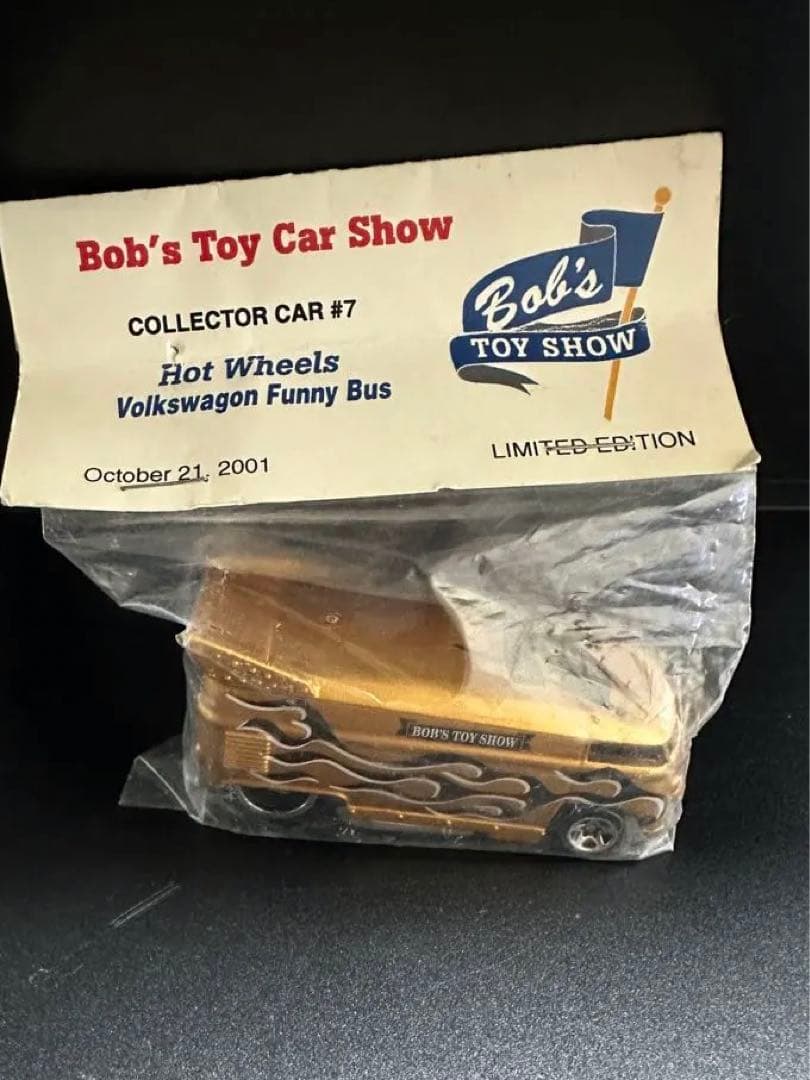 Bob's Toy Car Show
COLLECTOR CAR #7
Hot Wheels
Volkswagon Funny Bus
October 21, 2001
Bob's
TOY SHOW
LIMITED EDITION
BOB'S TOY SHOW